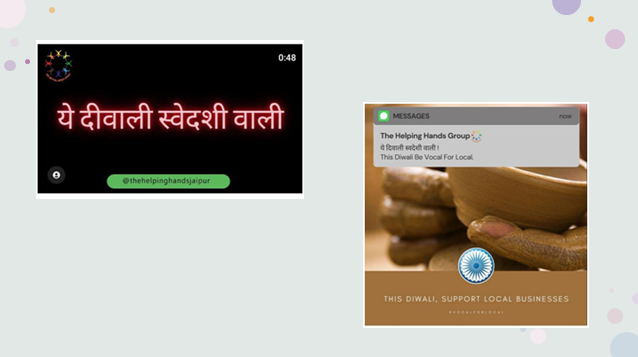 0:48
ये दीवाली स्वेदशी वाली
@thehelpinghandsjaipur
MESSAGES
now
The Helping Hands Group
ये दिवाली स्वदेशी वाली !
This Diwali Be Vocal For Local.
THIS DIWALI, SUPPORT LOCAL BUSINESSES
#VOCALFORLOCAL